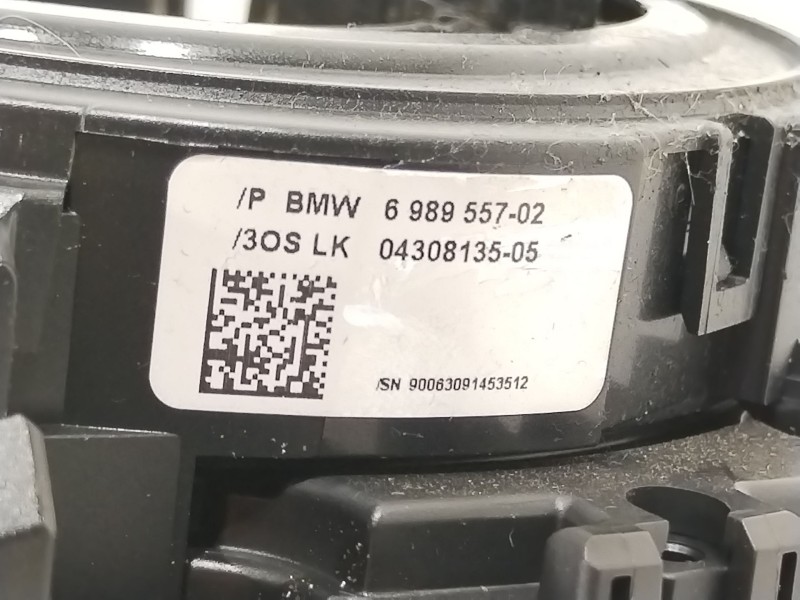 /P BMW 6 989 557-02
/3OS LK 04308135-05
/SN 90063091453512